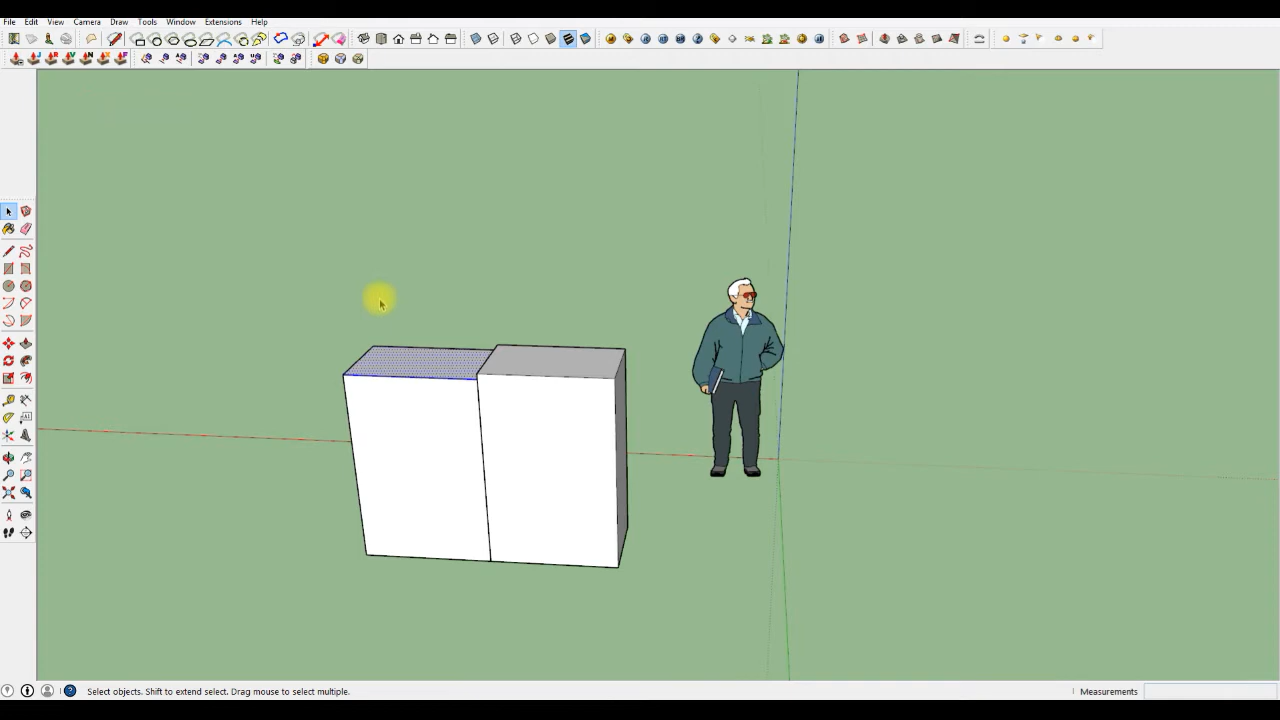 File Edit View Camera Draw Tools Window Extensions Help
Select objects. Shift to extend select. Drag mouse to select multiple.
Measurements